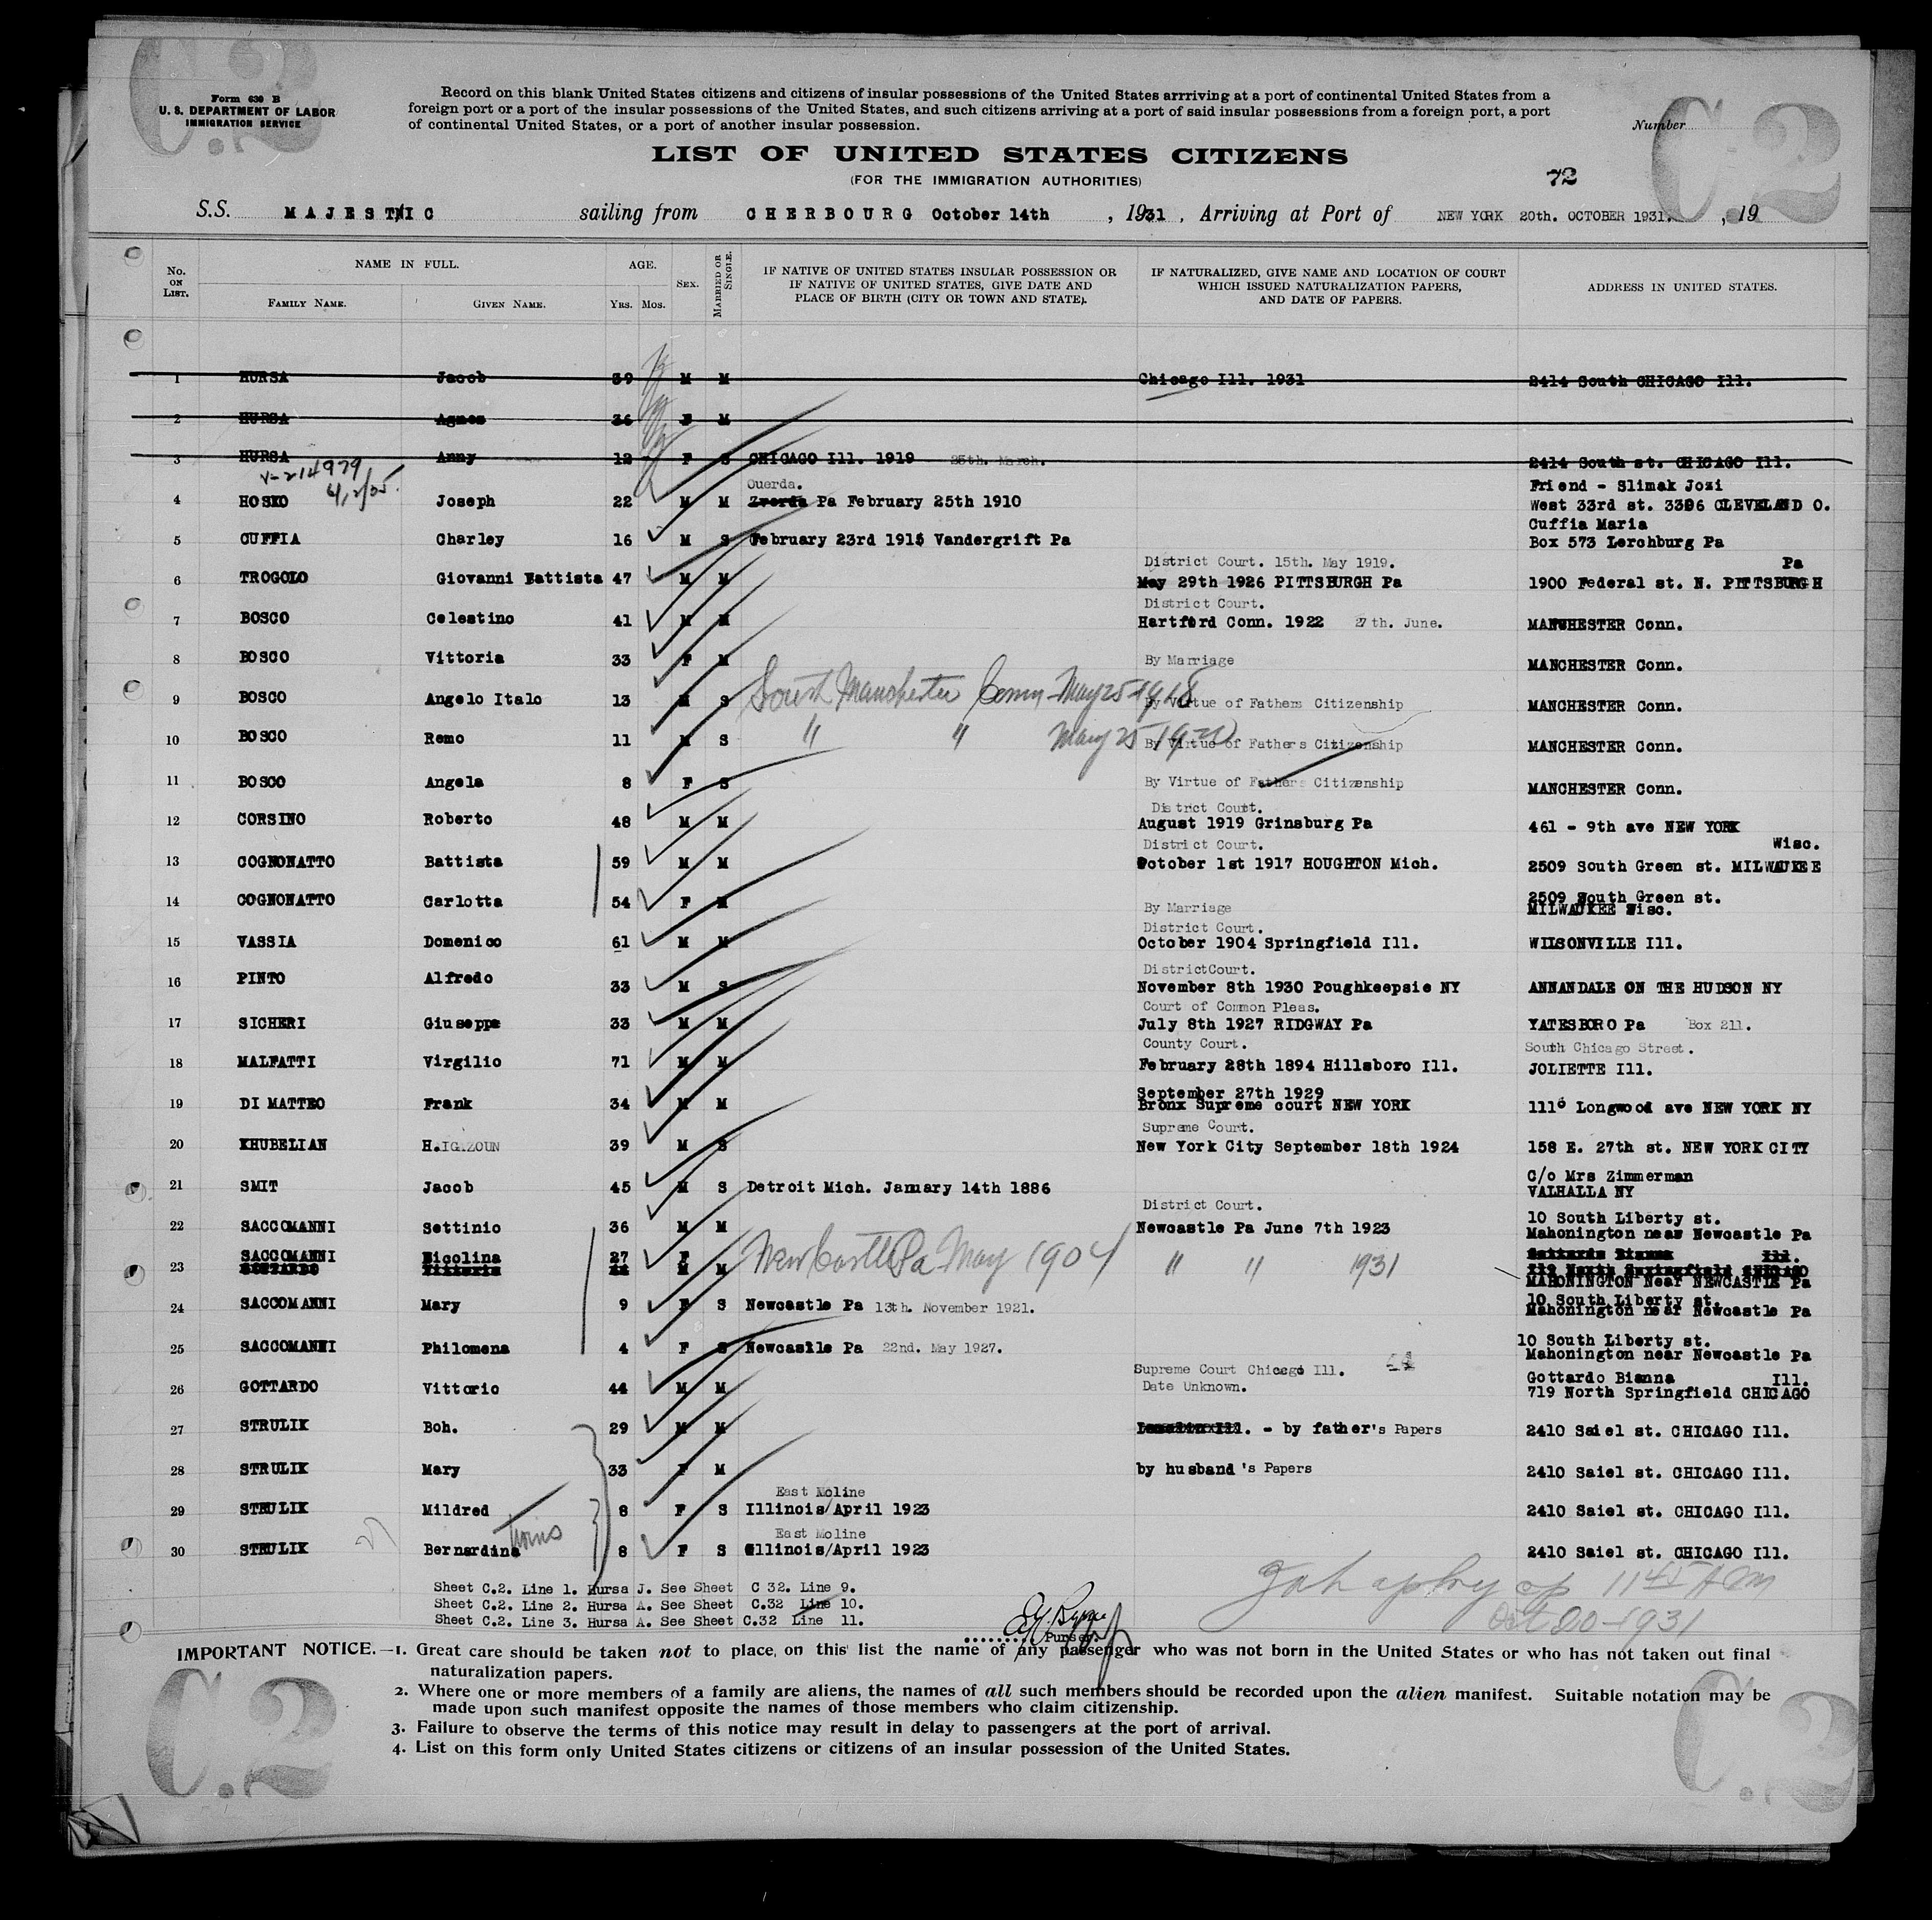 C.2
C.2
Form 630 B
U. S. DEPARTMENT OF LABOR
IMMIGRATION SERVICE
Record on this blank United States citizens and citizens of insular possessions of the United States arrriving at a port of continental United States from a
foreign port or a port of the insular possessions of the United States, and such citizens arriving at a port of said insular possessions from a foreign port, a port
of continental United States, or a port of another insular possession.
Number
LIST OF UNITED STATES CITIZENS
(FOR THE IMMIGRATION AUTHORITIES)
72
S.S. MAJESTIC sailing from CHERBOURG October 14th , 1931 , Arriving at Port of NEW YORK 20th. OCTOBER 1931. , 19
No. ON LIST. NAME IN FULL. FAMILY NAME. GIVEN NAME. AGE. YRS. MOS. SEX. MARRIED OR SINGLE. IF NATIVE OF UNITED STATES INSULAR POSSESSION OR IF NATIVE OF UNITED STATES, GIVE DATE AND PLACE OF BIRTH (CITY OR TOWN AND STATE). IF NATURALIZED, GIVE NAME AND LOCATION OF COURT WHICH ISSUED NATURALIZATION PAPERS, AND DATE OF PAPERS. ADDRESS IN UNITED STATES.
1 HURSA Jacob 39 M M Chicago Ill. 1931 2414 South CHICAGO Ill.
2 HURSA Agnes 36 F M
3 HURSA Anny 12 F S CHICAGO Ill. 1919 25th. March. 2414 South st. CHICAGO Ill.
V-214979
Ouerda. Friend - Slimak Jozi
4 HOSKO Joseph 22 M M Zverda Pa February 25th 1910 West 33rd st. 3396 CLEVELAND O.
Cuffia Maria
5 CUFFIA Charley 16 M S February 23rd 1915 Vandergrift Pa Box 573 Lerchburg Pa
District Court. 15th. May 1919. Pa
6 TROGOLO Giovanni Battista 47 M M May 29th 1926 PITTSBURGH Pa 1900 Federal st. N. PITTSBURGH
District Court.
7 BOSCO Celestino 41 M M Hartford Conn. 1922 27th. June. MANCHESTER Conn.
8 BOSCO Vittoria 33 F M By Marriage MANCHESTER Conn.
9 BOSCO Angelo Italo 13 M S South Manchester Conn, May 25-1918 By Virtue of Fathers Citizenship MANCHESTER Conn.
10 BOSCO Remo 11 M S " " May 25 1920 By Virtue of Fathers Citizenship MANCHESTER Conn.
11 BOSCO Angela 8 F S By Virtue of Fathers Citizenship MANCHESTER Conn.
District Court.
12 CORSINO Roberto 48 M M August 1919 Grinsburg Pa 461 - 9th ave NEW YORK
District Court. Wisc.
13 COGNONATTO Battista 59 M M October 1st 1917 HOUGHTON Mich. 2509 South Green st. MILWAUKEE
14 COGNONATTO Carlotta 54 F M By Marriage 2509 South Green st.
MILWAUKEE Wisc.
District Court.
15 VASSIA Domenico 61 M M October 1904 Springfield Ill. WILSONVILLE Ill.
DistrictCourt.
16 PINTO Alfredo 33 M S November 8th 1930 Poughkeepsie NY ANNANDALE ON THE HUDSON NY
Court of Common Pleas.
17 SICHERI Giuseppe 33 M M July 8th 1927 RIDGWAY Pa YATESBORO Pa Box 211.
County Court. South Chicago Street.
18 MALFATTI Virgilio 71 M M February 28th 1894 Hillsboro Ill. JOLIETTE Ill.
September 27th 1929
19 DI MATTEO Frank 34 M M Bronx Supreme court NEW YORK 1116 Longwood ave NEW YORK NY
Supreme Court.
20 KHUBELIAN H.IGAZOUN 39 M S New York City September 18th 1924 158 E. 27th st. NEW YORK CITY
C/o Mrs Zimmerman
21 SMIT Jacob 45 M S Detroit Mich. January 14th 1886 VALHALLA NY
District Court. 10 South Liberty st.
22 SACCOMANNI Settinio 36 M M Newcastle Pa June 7th 1923 Mahonington near Newcastle Pa
23 SACCOMANNI Nicolina 27 F M New Castle Pa May 1904 " " 1931 MAHONINGTON Near NEWCASTLE Pa
10 South Liberty st.
24 SACCOMANNI Mary 9 F S Newcastle Pa 13th. November 1921. Mahonington near Newcastle Pa
10 South Liberty st.
25 SACCOMANNI Philomena 4 F S Newcastle Pa 22nd. May 1927. Mahonington near Newcastle Pa
Supreme Court Chicago Ill. Gottardo Bianna Ill.
26 GOTTARDO Vittorio 44 M M Date Unknown. 719 North Springfield CHICAGO
27 STRULIK Boh. 29 M M - by father's Papers 2410 Saiel st. CHICAGO Ill.
28 STRULIK Mary 33 F M by husband's Papers 2410 Saiel st. CHICAGO Ill.
East Moline
29 STRULIK Mildred 8 F S Illinois/April 1923 2410 Saiel st. CHICAGO Ill.
East Moline
30 STRULIK Bernardina twins 8 F S Illinois/April 1923 2410 Saiel st. CHICAGO Ill.
Sheet C.2. Line 1. Hursa J. See Sheet C 32. Line 9.
Sheet C.2. Line 2. Hursa A. See Sheet C.32 Line 10.
Sheet C.2. Line 3. Hursa A. See Sheet C.32 Line 11.
1145 AM
Oct 20-1931
Purser.
IMPORTANT NOTICE.—1. Great care should be taken not to place on this list the name of any passenger who was not born in the United States or who has not taken out final
naturalization papers.
2. Where one or more members of a family are aliens, the names of all such members should be recorded upon the alien manifest. Suitable notation may be
made upon such manifest opposite the names of those members who claim citizenship.
3. Failure to observe the terms of this notice may result in delay to passengers at the port of arrival.
4. List on this form only United States citizens or citizens of an insular possession of the United States.
C.2
C.2